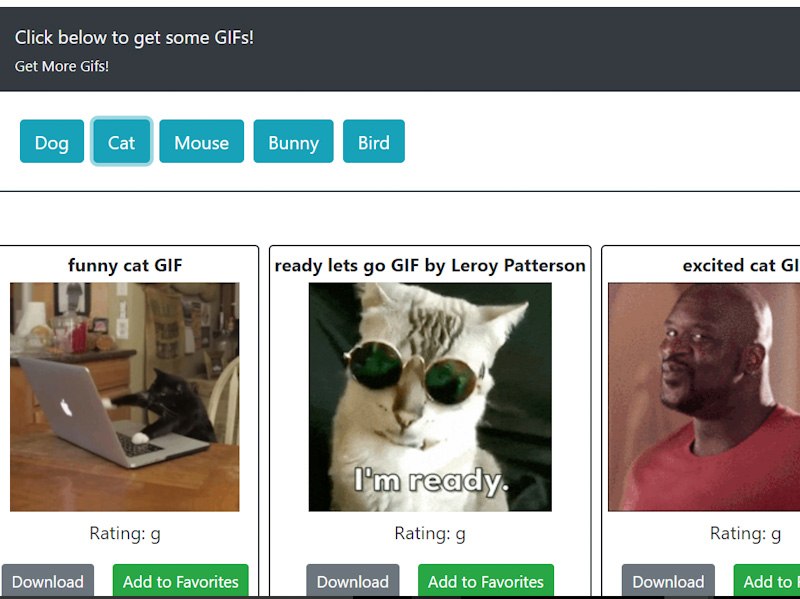 Click below to get some GIFs!
Get More Gifs!
Dog Cat Mouse Bunny Bird
funny cat GIF
ready lets go GIF by Leroy Patterson
excited cat GI
I'm ready.
Rating: g
Rating: g
Rating: g
Download Add to Favorites
Download Add to Favorites
Download Add to F